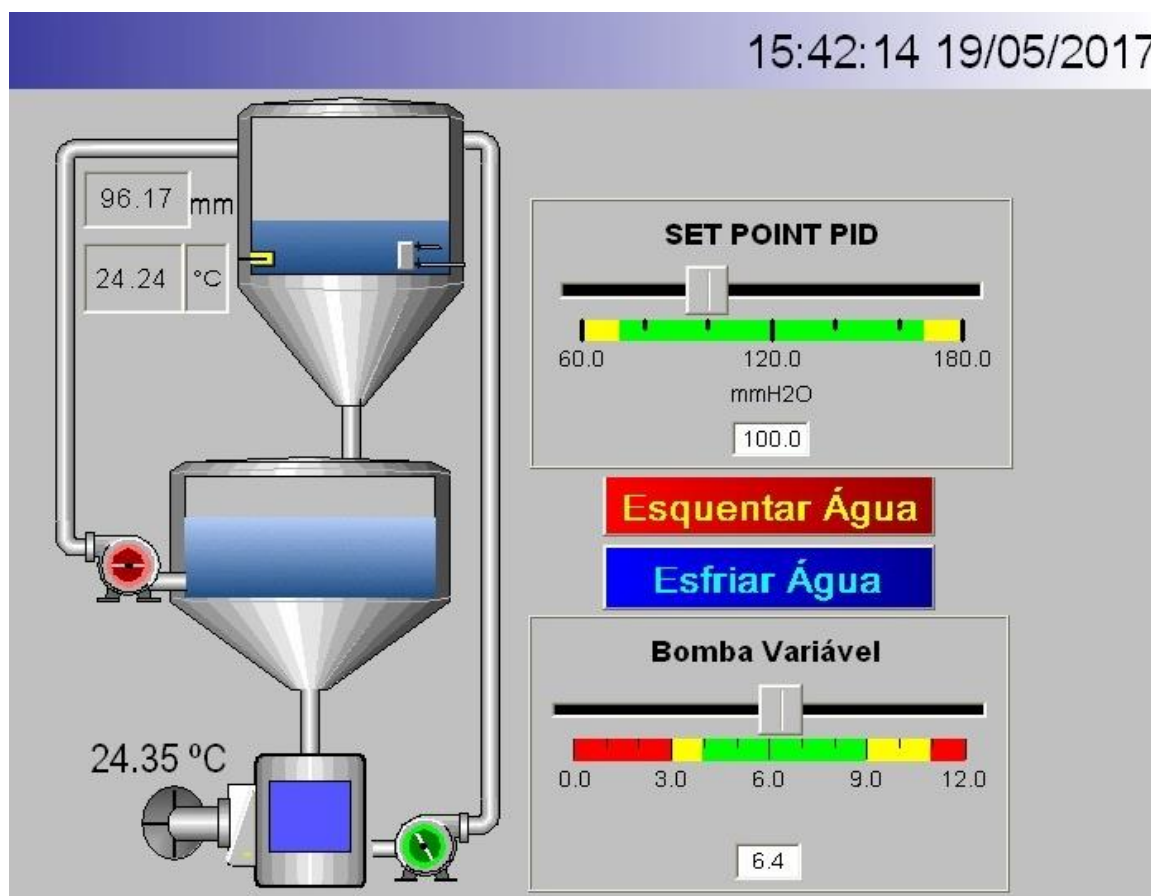 15:42:14 19/05/2017
96.17 mm
24.24 °C
SET POINT PID
60.0 120.0 180.0
mmH2O
100.0
Esquentar Água
Esfriar Água
Bomba Variável
0.0 3.0 6.0 9.0 12.0
6.4
24.35 ºC